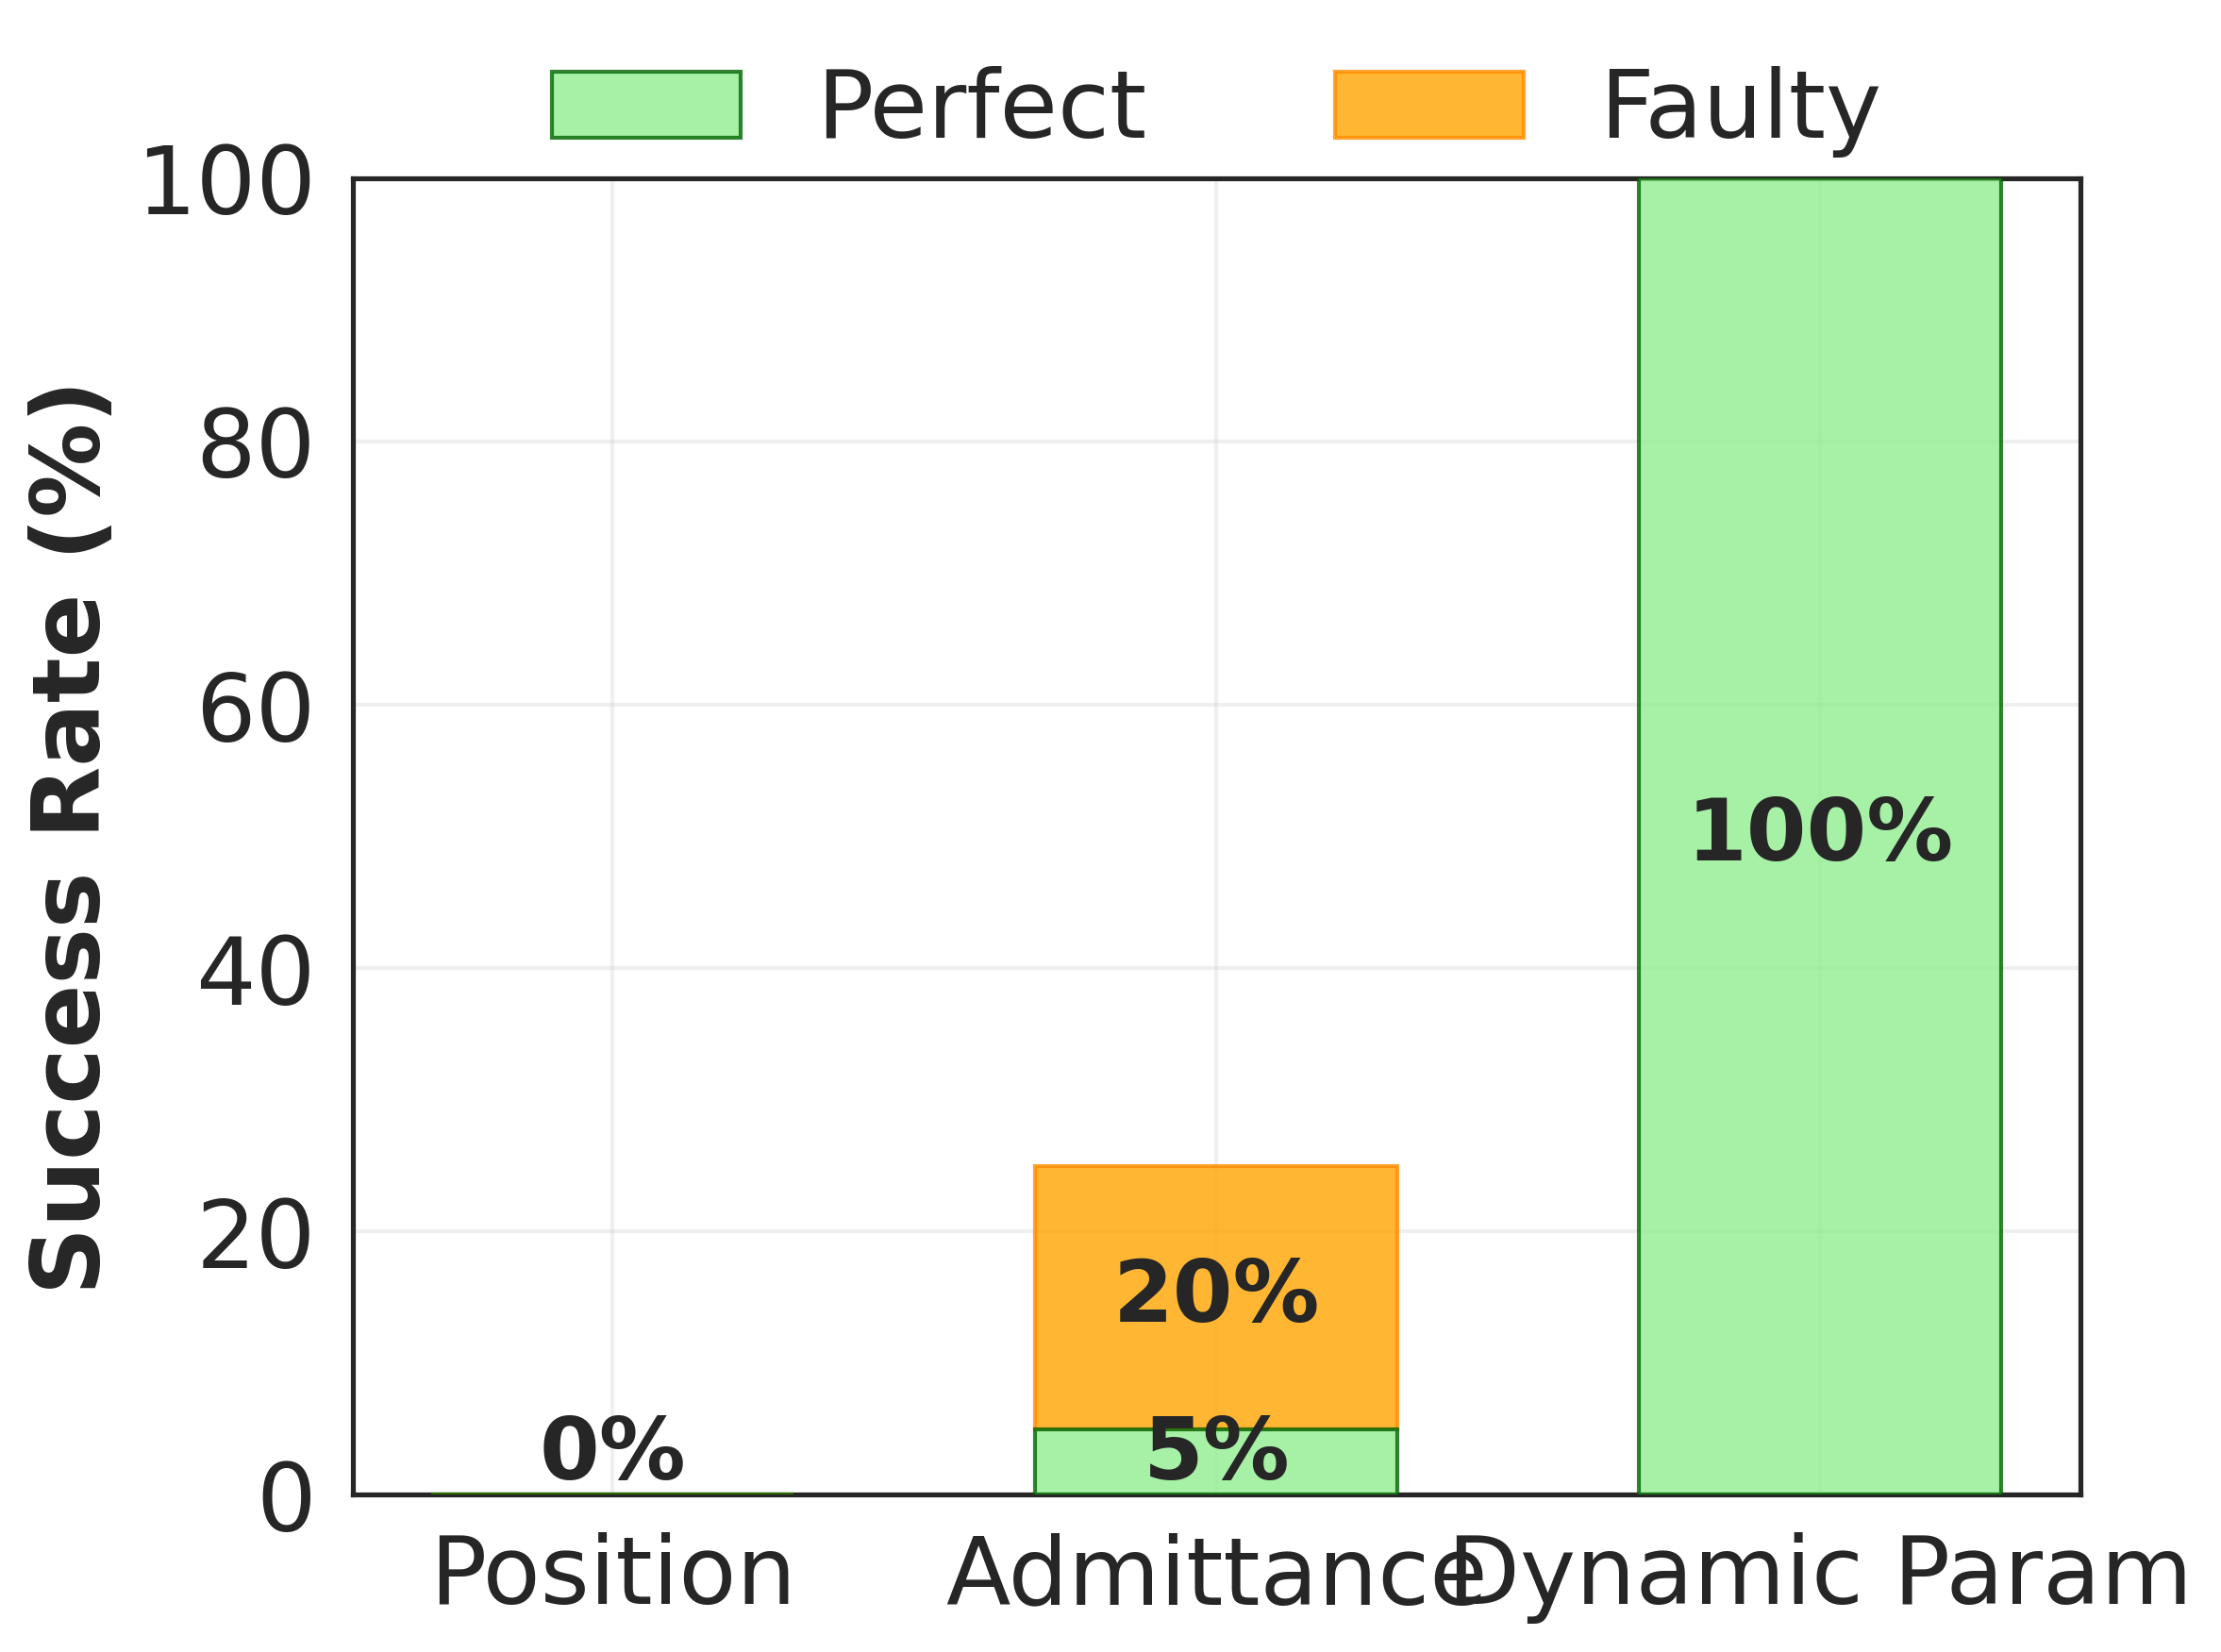 Perfect
Faulty
Success Rate (%)
100
80
60
40
20
0
0%
20%
5%
100%
Position
Admittance
Dynamic Param